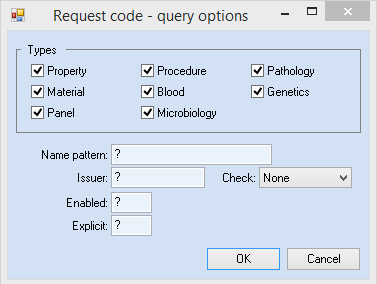 Request code - query options
Types
Property Procedure Pathology
Material Blood Genetics
Panel Microbiology
Name pattern: ?
Issuer: ? Check: None
Enabled: ?
Explicit: ?
OK Cancel